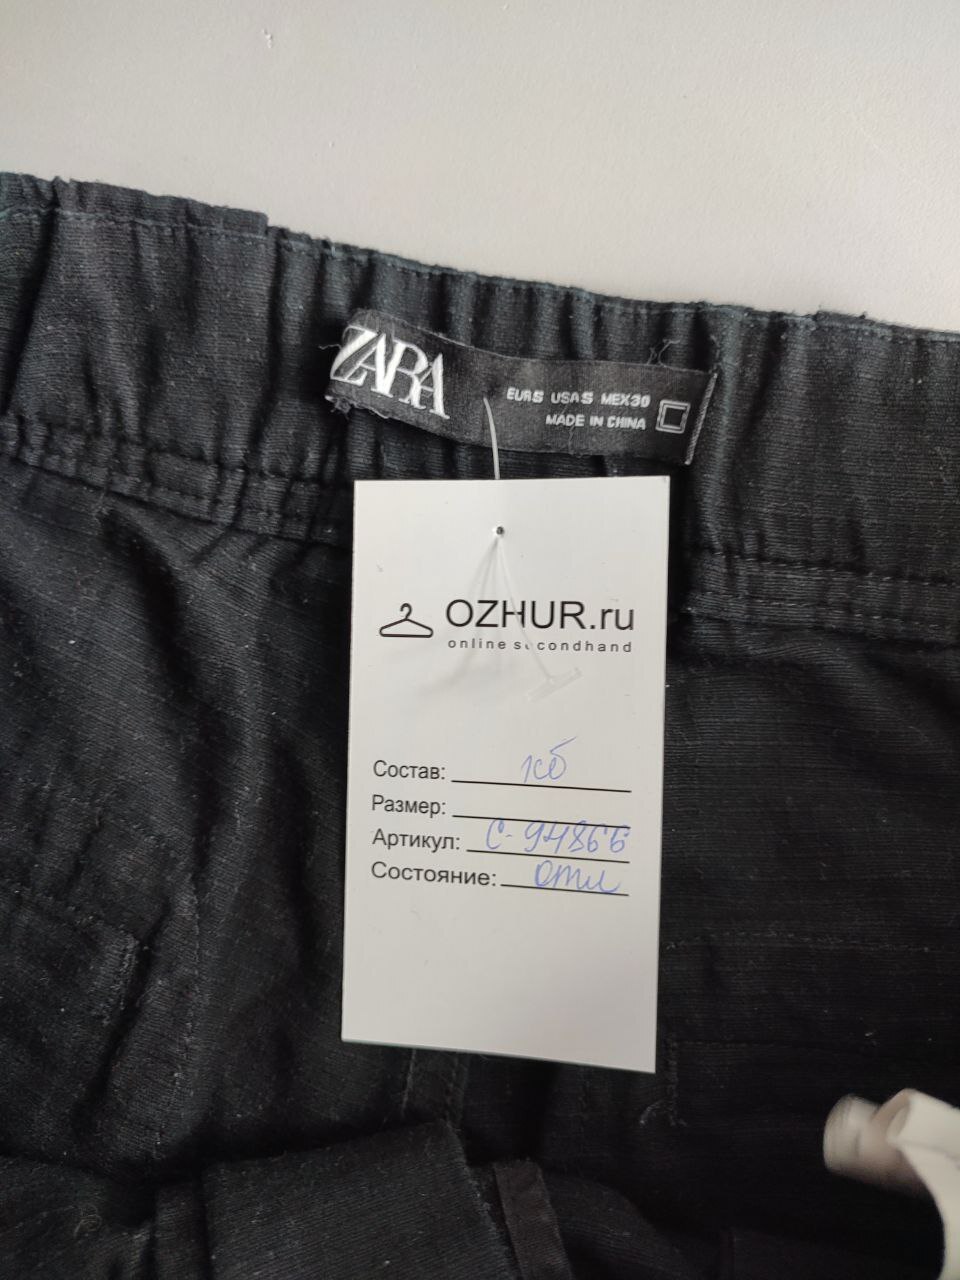 ZARA
EUR S USA S MEX 30
MADE IN CHINA
OZHUR.ru
online secondhand
Состав: хб
Размер:
Артикул: С-94866
Состояние: отл